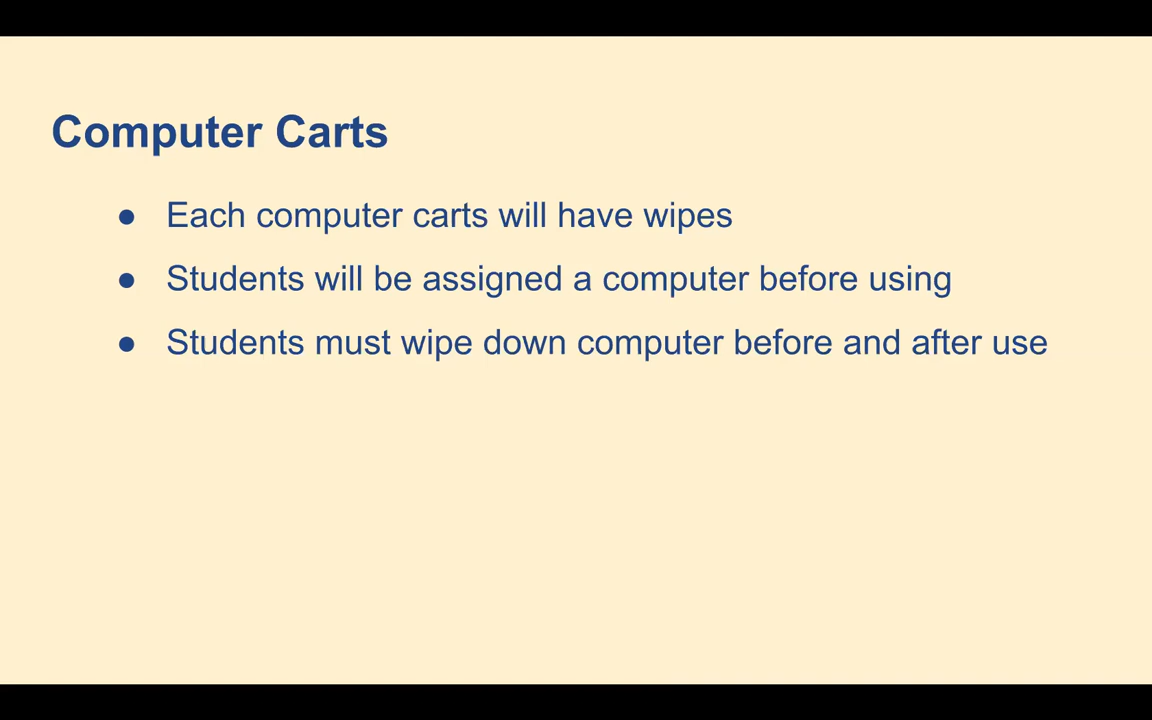 Computer Carts
● Each computer carts will have wipes
● Students will be assigned a computer before using
● Students must wipe down computer before and after use